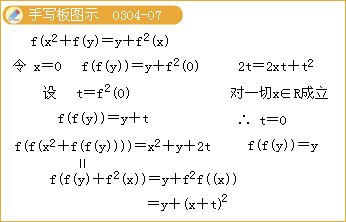 手写板图示 0304-07
f(x²+f(y)=y+f²(x)
令 x=0 f(f(y))=y+f²(0) 2t=2xt+t²
设 t=f²(0) 对一切x∈R成立
f(f(y))=y+t ∴ t=0
f(f(x²+f(f(y))))=x²+y+2t f(f(y))=y
॥
f(f(y)+f²(x))=y+f²f((x))
=y+(x+t)²